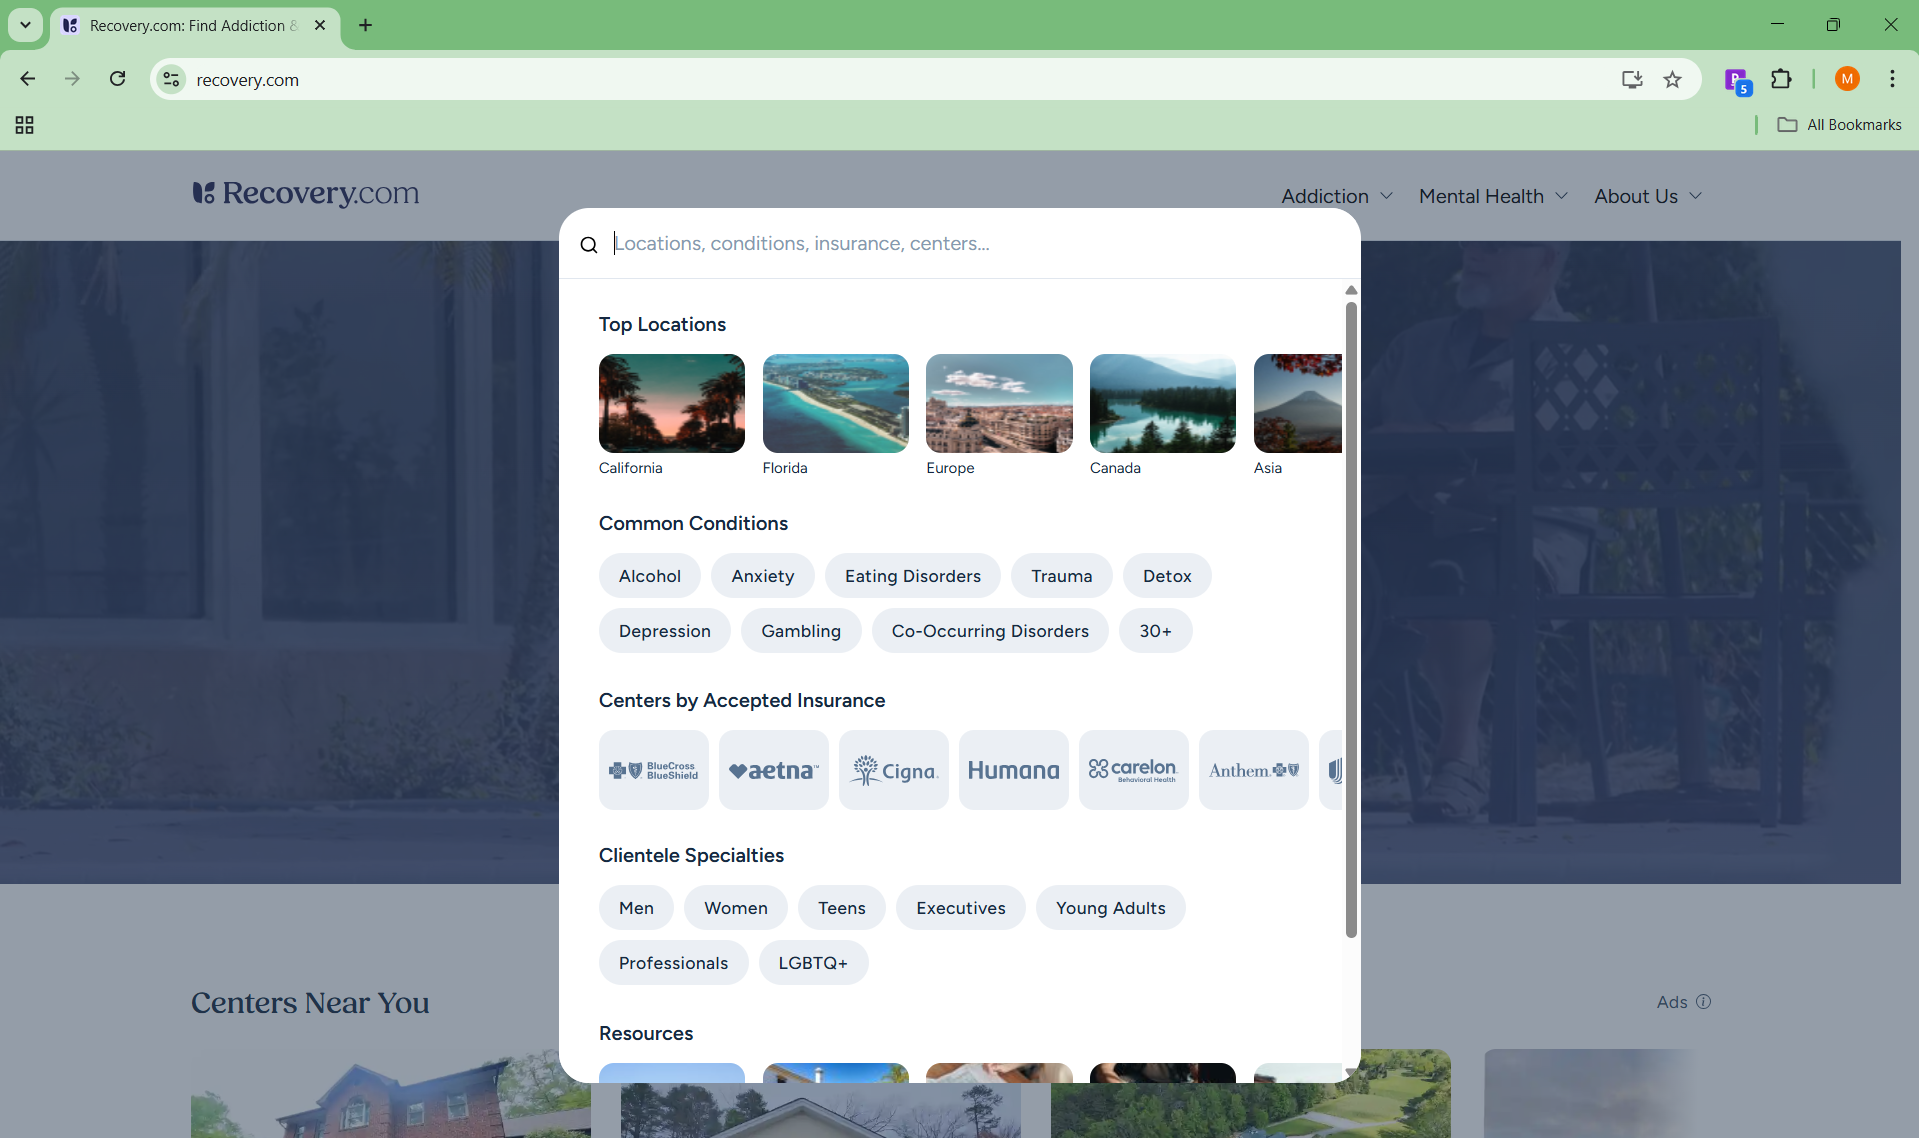 Recovery.com: Find Addiction &
recovery.com
5
M
All Bookmarks
Recovery.com
Addiction
Mental Health
About Us
Locations, conditions, insurance, centers...
Top Locations
California
Florida
Europe
Canada
Asia
Common Conditions
Alcohol
Anxiety
Eating Disorders
Trauma
Detox
Depression
Gambling
Co-Occurring Disorders
30+
Centers by Accepted Insurance
BlueCross
BlueShield
aetna™
Cigna.
Humana
carelon
Behavioral Health
Anthem.
Clientele Specialties
Men
Women
Teens
Executives
Young Adults
Professionals
LGBTQ+
Centers Near You
Ads
Resources